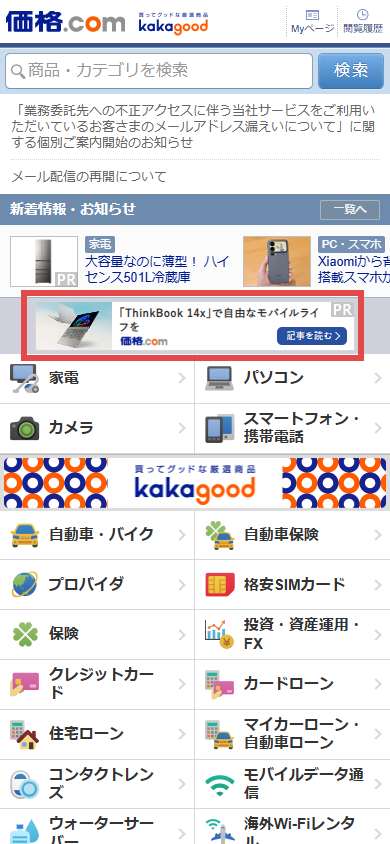 価格.com
買ってグッドな厳選商品
kakagood
Myページ
閲覧履歴
商品・カテゴリを検索
検索
「業務委託先への不正アクセスに伴う当社サービスをご利用い
ただいているお客さまのメールアドレス漏えいについて」に関
する個別ご案内開始のお知らせ
メール配信の再開について
新着情報・お知らせ
一覧へ
PR
家電
大容量なのに薄型！ ハイ
センス501L冷蔵庫
PC・スマホ
Xiaomiから背
搭載スマホが
「ThinkBook 14x」で自由なモバイルライ
フを
PR
価格.com
記事を読む
家電
パソコン
カメラ
スマートフォン・
携帯電話
買ってグッドな厳選商品
kakagood
自動車・バイク
自動車保険
プロバイダ
格安SIMカード
保険
投資・資産運用・
FX
クレジットカー
ド
カードローン
住宅ローン
マイカーローン・
自動車ローン
コンタクトレン
ズ
モバイルデータ通
信
ウォーターサー
バー
海外Wi-Fiレンタ
ル